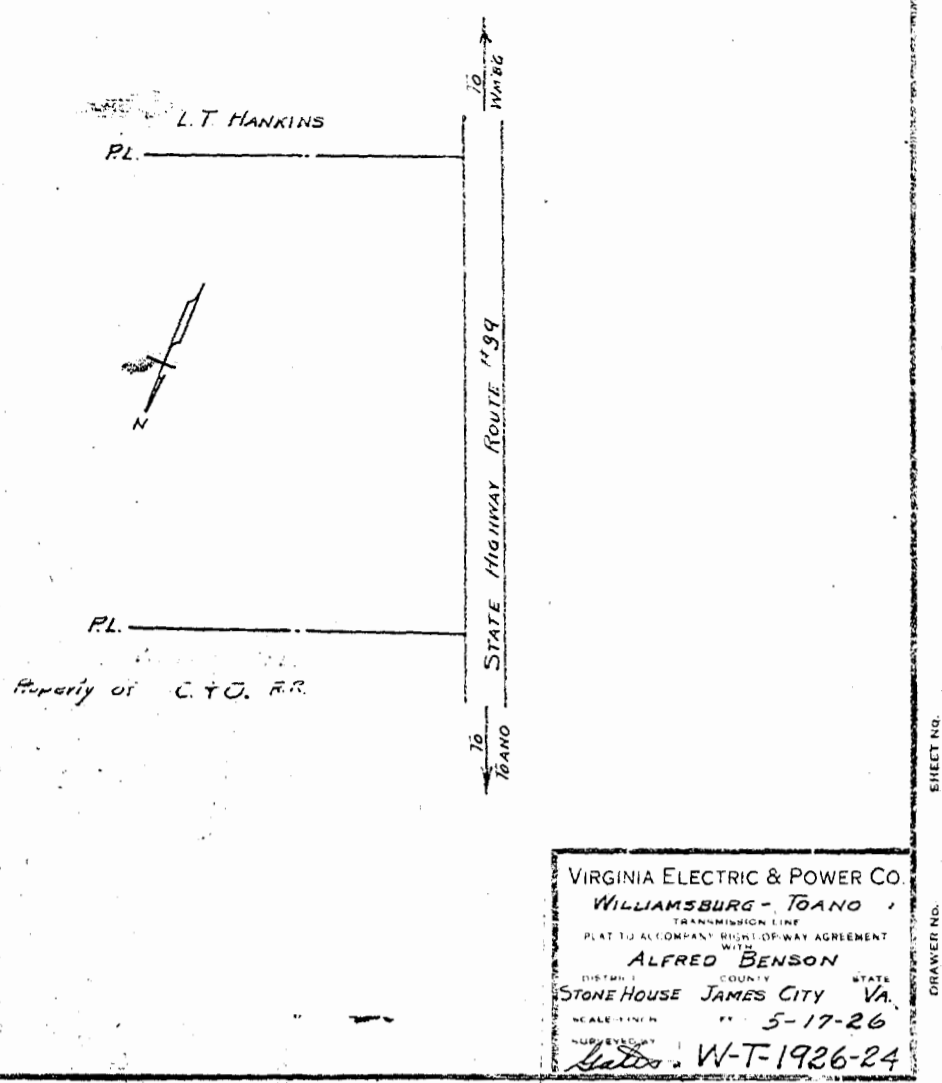 TO
WM'BG
L.T. HANKINS
P.L.
N
STATE HIGHWAY ROUTE #39
P.L.
Property of C. & O. R.R.
TO
TOANO
SHEET NO.
DRAWER NO.
VIRGINIA ELECTRIC & POWER CO.
WILLIAMSBURG - TOANO
TRANSMISSION LINE
PLAT TO ACCOMPANY RIGHT-OF-WAY AGREEMENT
WITH
ALFRED BENSON
DISTRICT COUNTY STATE
STONE HOUSE JAMES CITY VA.
SCALE-1 INCH FT. 5-17-26
SURVEYED BY
Gates. W-T-1926-24